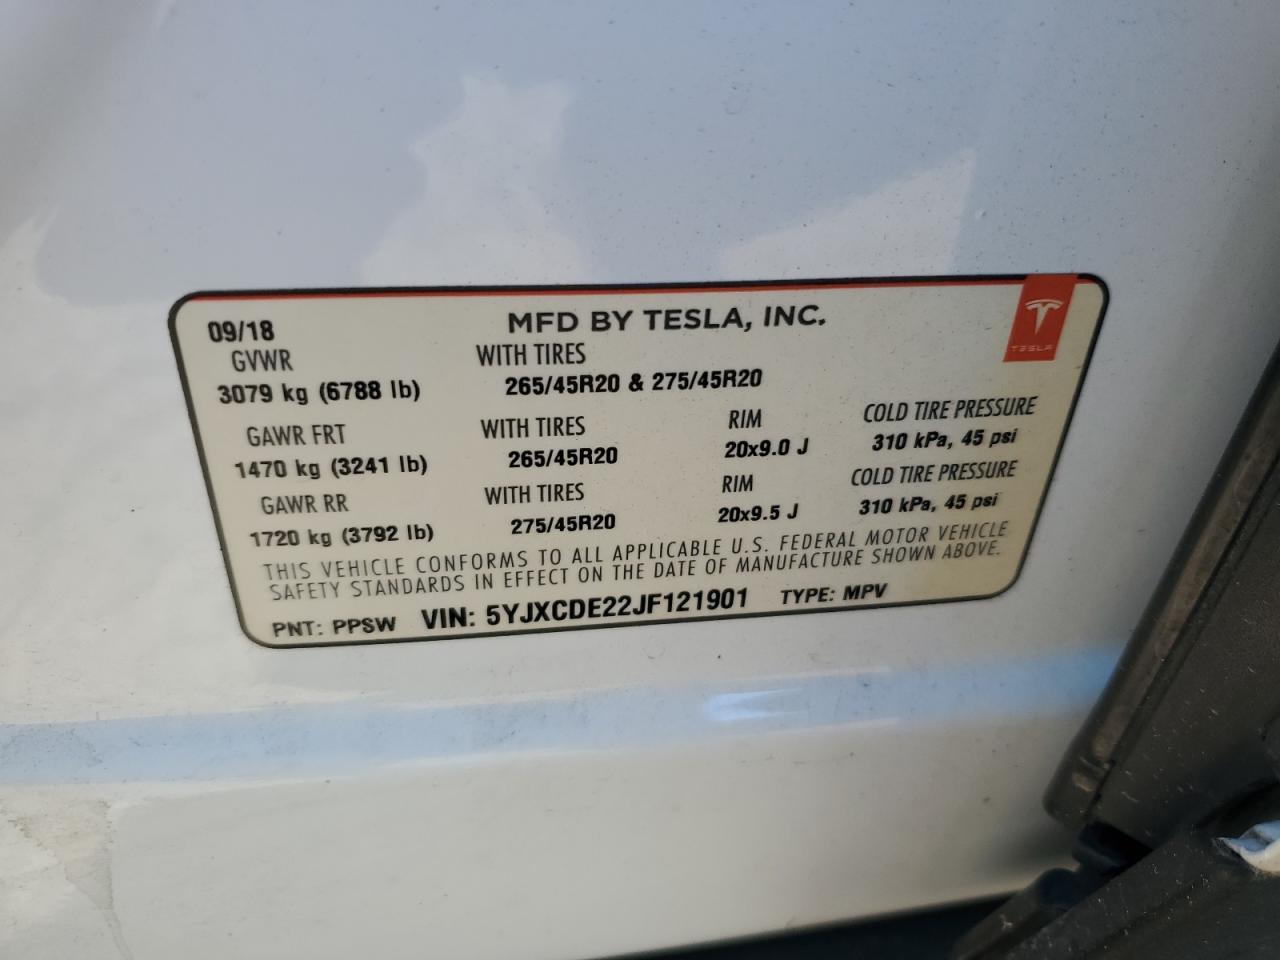 09/18 MFD BY TESLA, INC.
TESLA
GVWR WITH TIRES
3079 kg (6788 lb) 265/45R20 & 275/45R20
GAWR FRT WITH TIRES RIM COLD TIRE PRESSURE
1470 kg (3241 lb) 265/45R20 20x9.0 J 310 kPa, 45 psi
GAWR RR WITH TIRES RIM COLD TIRE PRESSURE
1720 kg (3792 lb) 275/45R20 20x9.5 J 310 kPa, 45 psi
THIS VEHICLE CONFORMS TO ALL APPLICABLE U.S. FEDERAL MOTOR VEHICLE
SAFETY STANDARDS IN EFFECT ON THE DATE OF MANUFACTURE SHOWN ABOVE.
PNT: PPSW VIN: 5YJXCDE22JF121901 TYPE: MPV